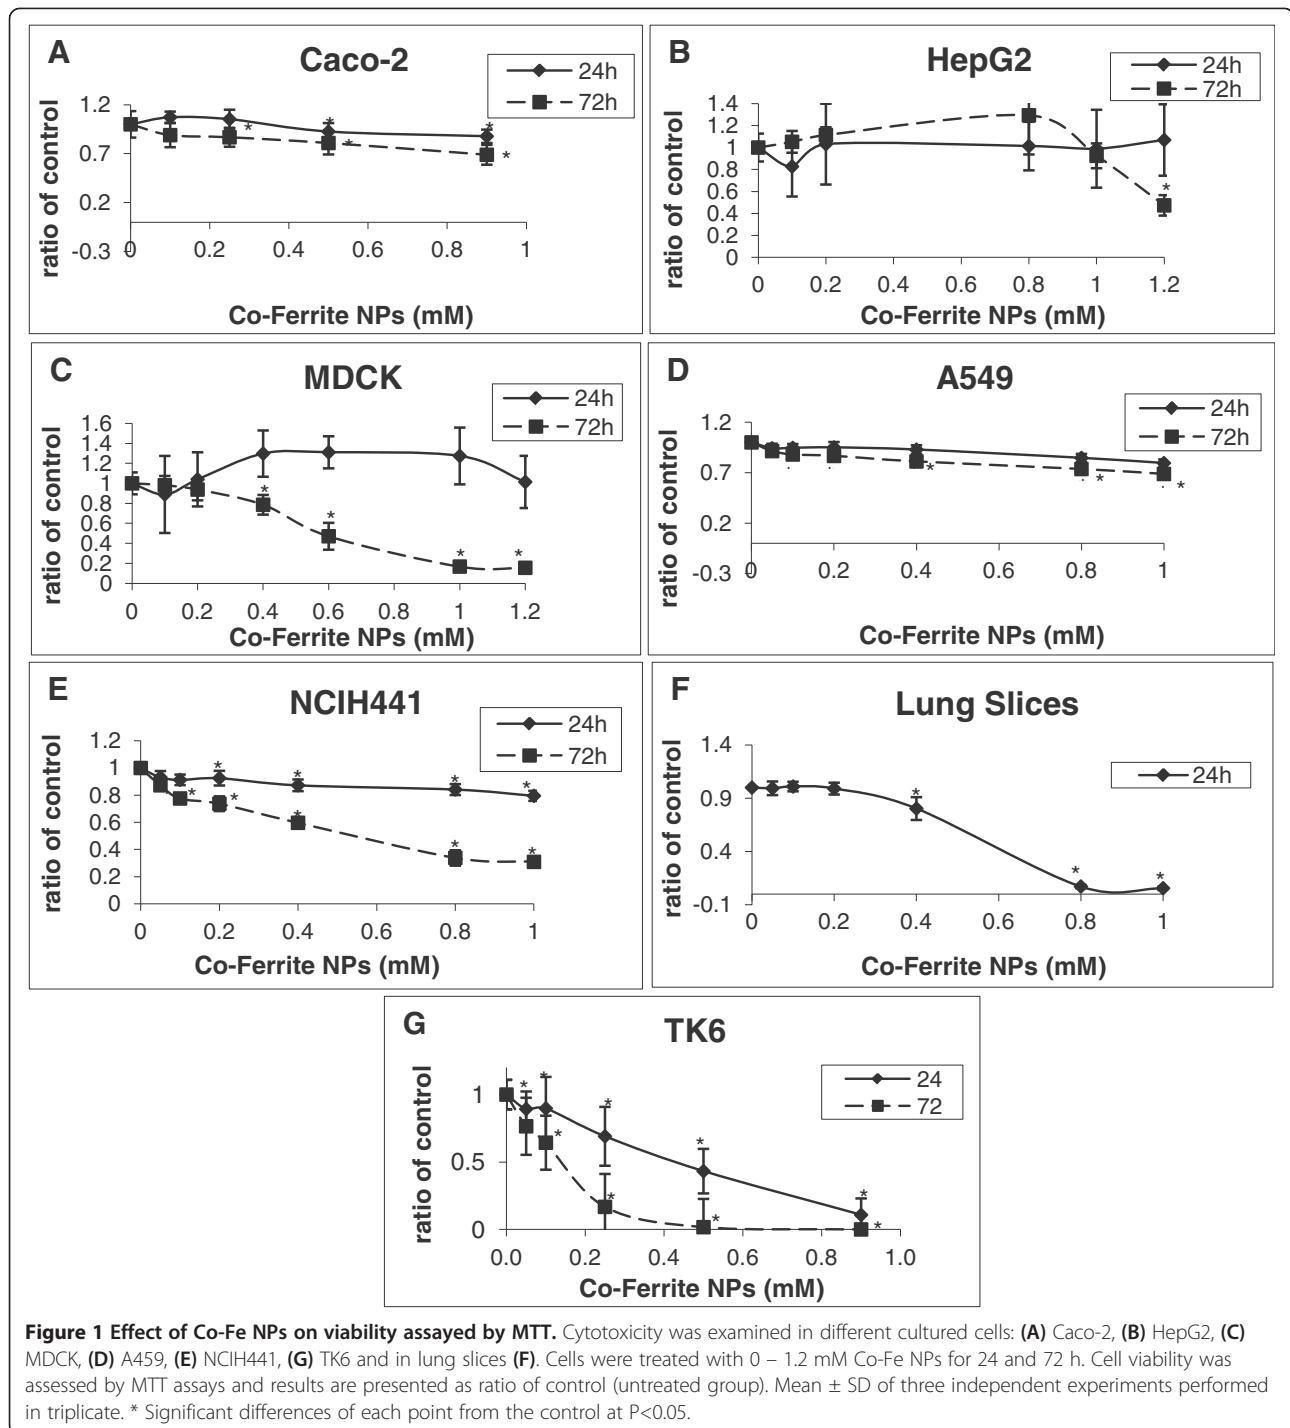 A
Caco-2
24h
72h
ratio of control
1.2
0.7
0.2
-0.3
*
*
*
*
*
0
0.2
0.4
0.6
0.8
1
Co-Ferrite NPs (mM)
B
HepG2
24h
72h
ratio of control
1.4
1.2
1
0.8
0.6
0.4
0.2
0
*
0
0.2
0.4
0.6
0.8
1
1.2
Co-Ferrite NPs (mM)
C
MDCK
24h
72h
ratio of control
1.6
1.4
1.2
1
0.8
0.6
0.4
0.2
0
*
*
*
*
0
0.2
0.4
0.6
0.8
1
1.2
Co-Ferrite NPs (mM)
D
A549
24h
72h
ratio of control
1.2
0.7
0.2
-0.3
*
*
*
0
0.2
0.4
0.6
0.8
1
Co-Ferrite NPs (mM)
E
NCIH441
24h
72h
ratio of control
1.2
1
0.8
0.6
0.4
0.2
0
*
*
*
*
*
*
*
*
*
0
0.2
0.4
0.6
0.8
1
Co-Ferrite NPs (mM)
F
Lung Slices
24h
ratio of control
1.4
0.9
0.4
-0.1
*
*
*
0
0.2
0.4
0.6
0.8
1
Co-Ferrite NPs (mM)
G
TK6
24
72
ratio of control
1
0.5
0
*
*
*
*
*
*
*
*
*
0.0
0.2
0.4
0.6
0.8
1.0
Co-Ferrite NPs (mM)
Figure 1 Effect of Co-Fe NPs on viability assayed by MTT. Cytotoxicity was examined in different cultured cells: (A) Caco-2, (B) HepG2, (C)
MDCK, (D) A459, (E) NCIH441, (G) TK6 and in lung slices (F). Cells were treated with 0 – 1.2 mM Co-Fe NPs for 24 and 72 h. Cell viability was
assessed by MTT assays and results are presented as ratio of control (untreated group). Mean ± SD of three independent experiments performed
in triplicate. * Significant differences of each point from the control at P<0.05.